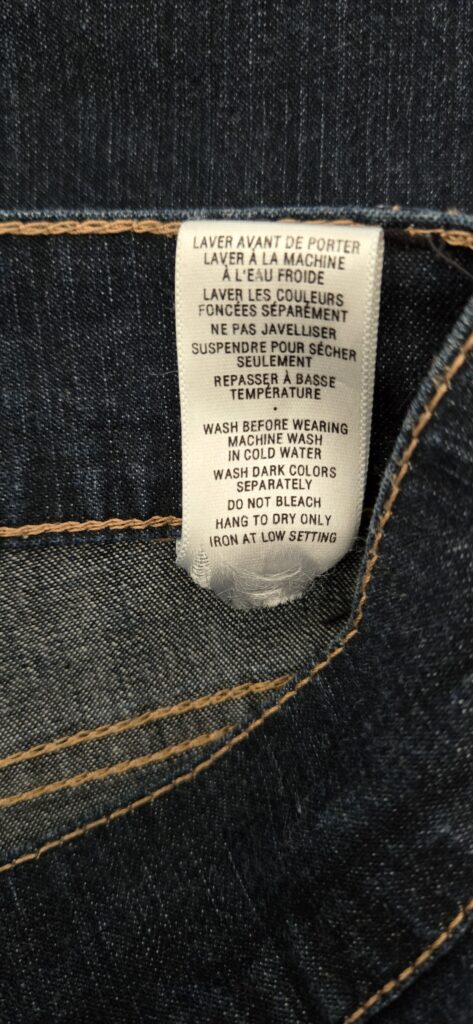 LAVER AVANT DE PORTER
LAVER À LA MACHINE
À L'EAU FROIDE
LAVER LES COULEURS
FONCÉES SÉPARÉMENT
NE PAS JAVELLISER
SUSPENDRE POUR SÉCHER
SEULEMENT
REPASSER À BASSE
TEMPÉRATURE
•
WASH BEFORE WEARING
MACHINE WASH
IN COLD WATER
WASH DARK COLORS
SEPARATELY
DO NOT BLEACH
HANG TO DRY ONLY
IRON AT LOW SETTING